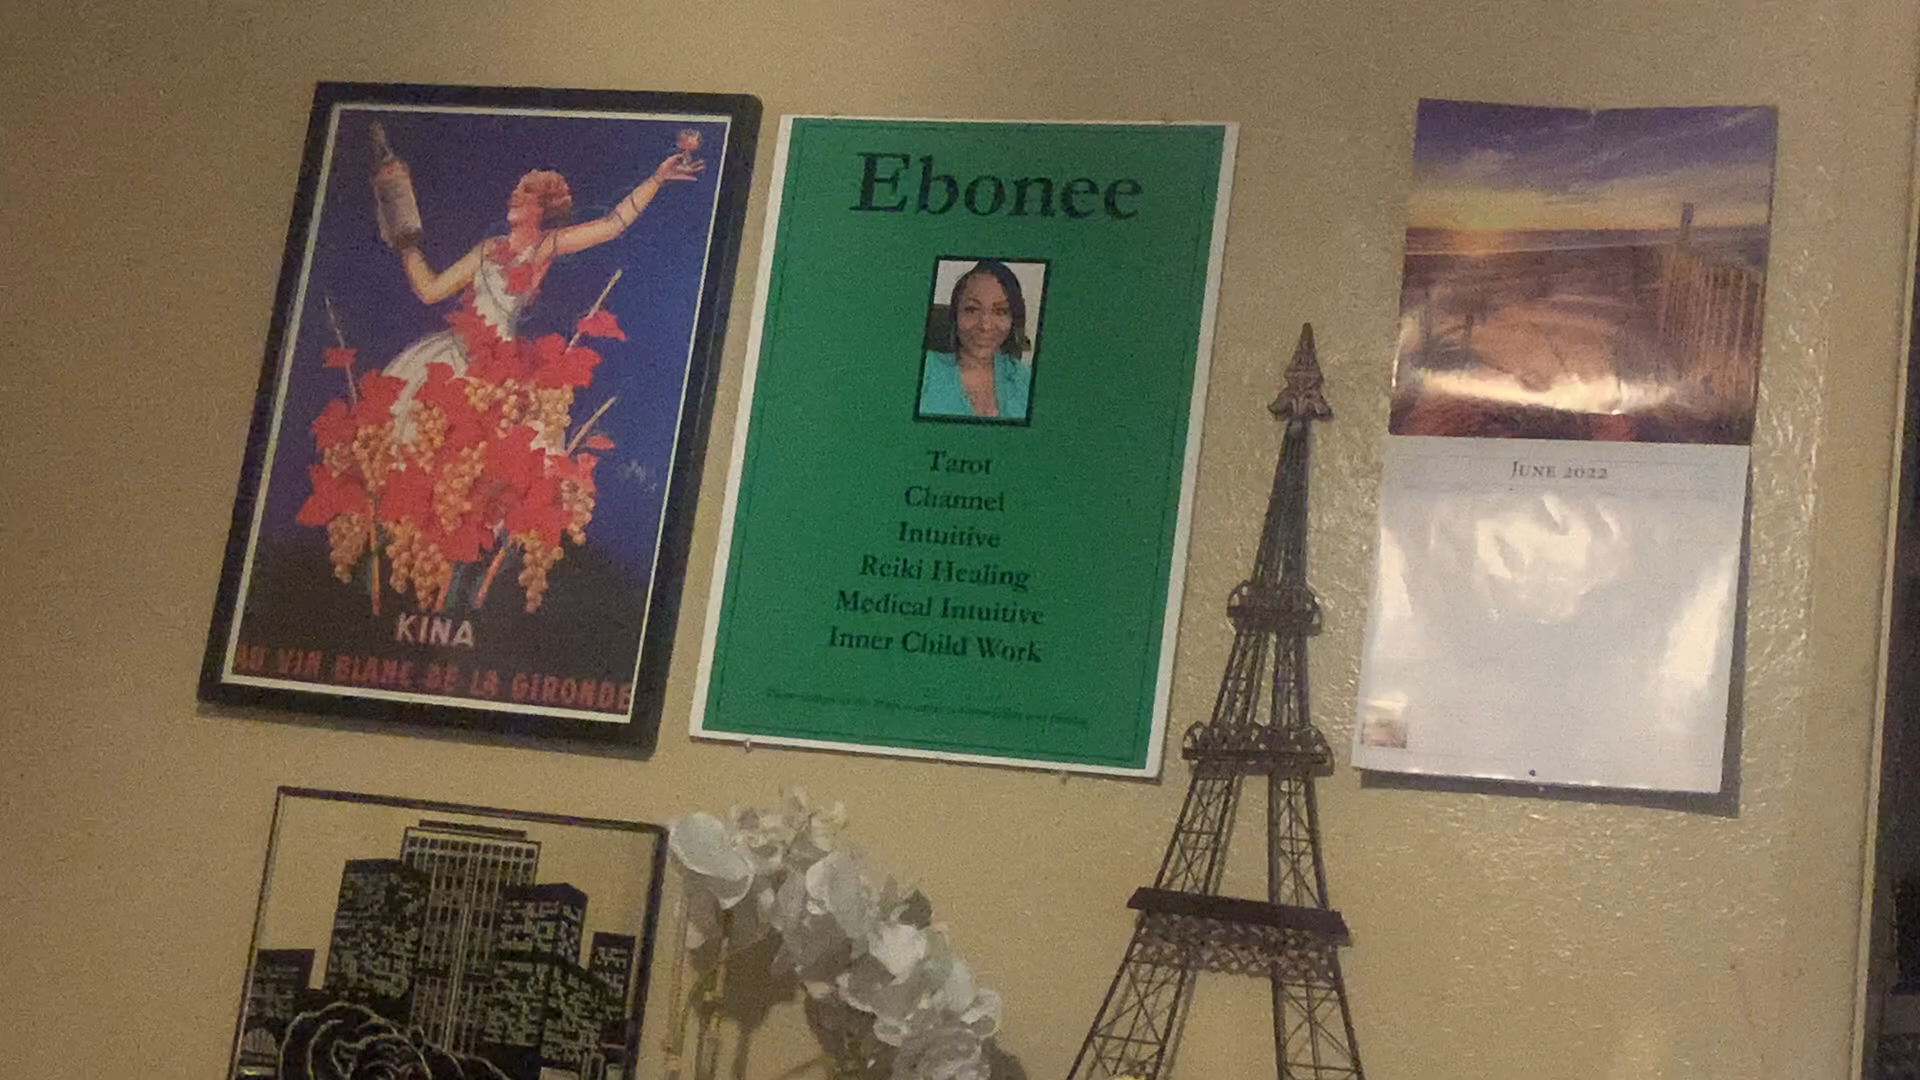 KINA
AU VIN BLANC DE LA GIRONDE
Ebonee
Tarot
Channel
Intuitive
Reiki Healing
Medical Intuitive
Inner Child Work
JUNE 2022